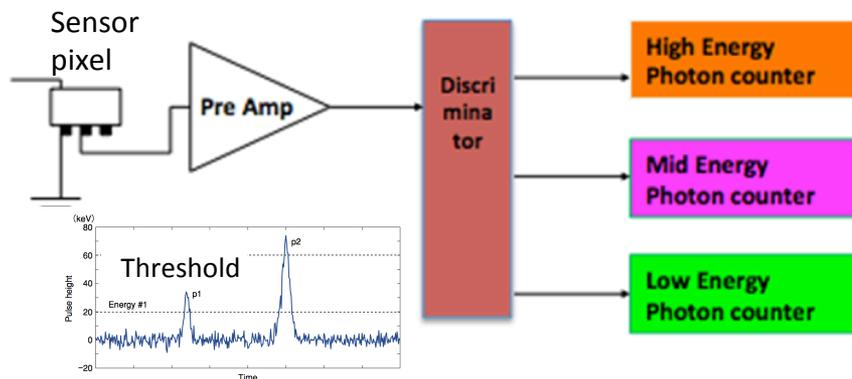 Sensor
pixel
Pre Amp
Discri
mina
tor
High Energy
Photon counter
Mid Energy
Photon counter
Low Energy
Photon counter
(keV)
80
60
40
20
0
−20
Pulse height
Threshold
Energy #1
p1
p2
Time